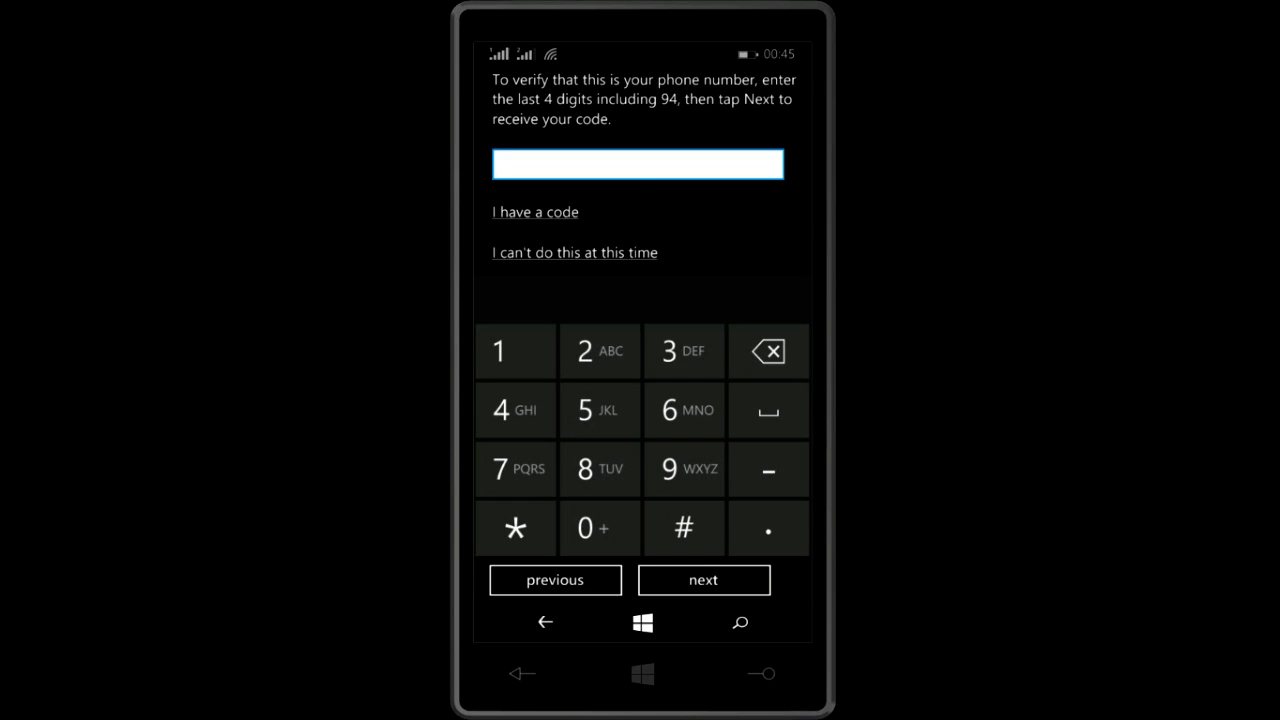 1 2 00:45
To verify that this is your phone number, enter
the last 4 digits including 94, then tap Next to
receive your code.
I have a code
I can't do this at this time
1 2 ABC 3 DEF
4 GHI 5 JKL 6 MNO
7 PQRS 8 TUV 9 WXYZ -
* 0 + # .
previous next